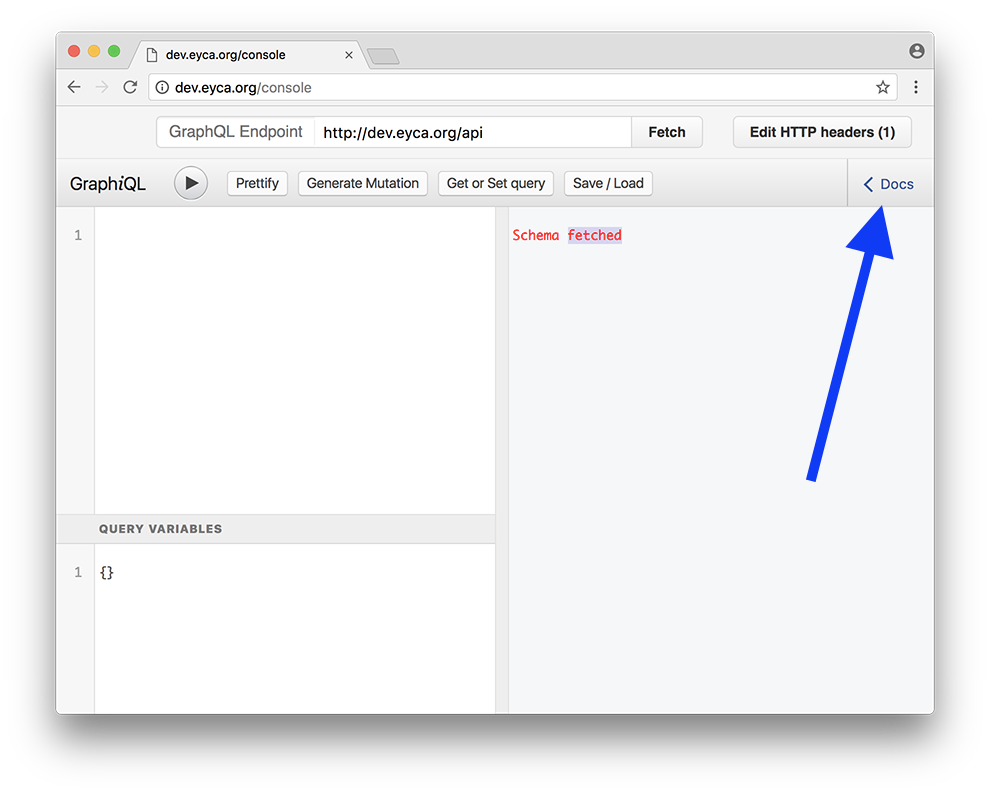 dev.eyca.org/console
dev.eyca.org/console
GraphQL Endpoint http://dev.eyca.org/api Fetch Edit HTTP headers (1)
GraphiQL Prettify Generate Mutation Get or Set query Save / Load Docs
1
Schema fetched
QUERY VARIABLES
1 {}